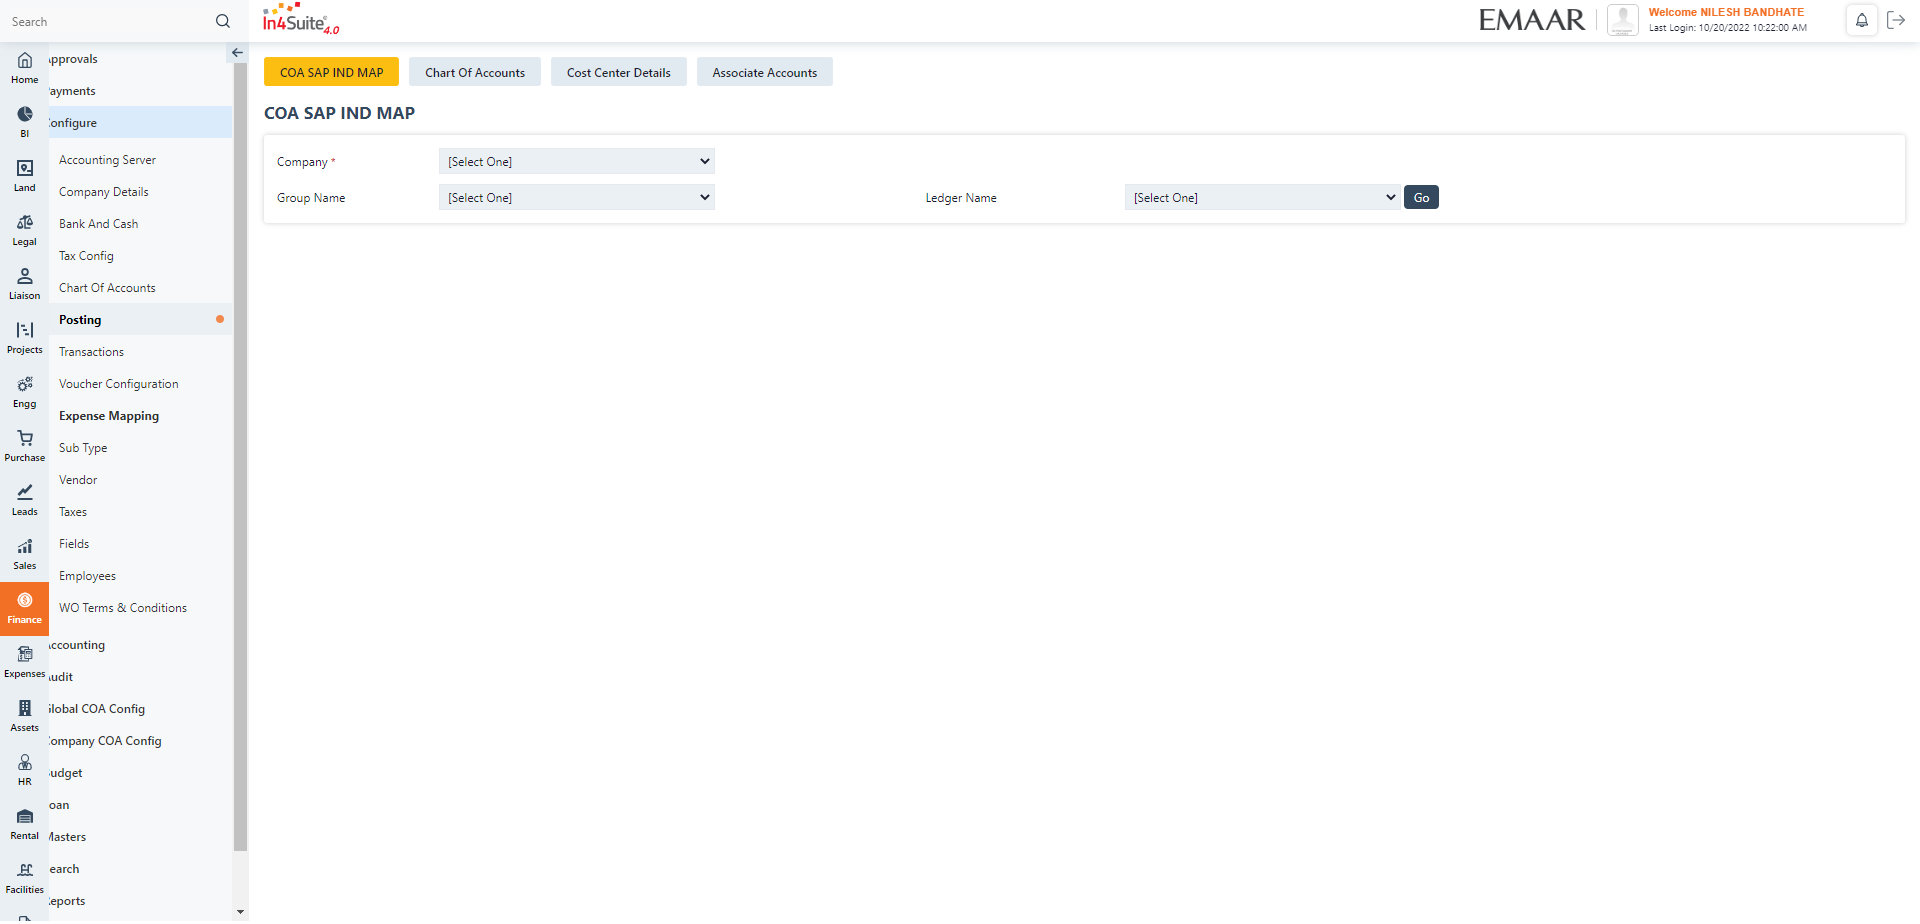 Search
In4Suite® 4.0
EMAAR
Welcome NILESH BANDHATE
Last Login: 10/20/2022 10:22:00 AM
Home
BI
Land
Legal
Liaison
Projects
Engg
Purchase
Leads
Sales
Finance
Expenses
Assets
HR
Rental
Facilities
pprovals
ayments
onfigure
Accounting Server
Company Details
Bank And Cash
Tax Config
Chart Of Accounts
Posting
Transactions
Voucher Configuration
Expense Mapping
Sub Type
Vendor
Taxes
Fields
Employees
WO Terms & Conditions
ccounting
udit
lobal COA Config
ompany COA Config
udget
oan
Masters
earch
eports
COA SAP IND MAP
Chart Of Accounts
Cost Center Details
Associate Accounts
COA SAP IND MAP
Company * [Select One]
Group Name [Select One] Ledger Name [Select One] Go